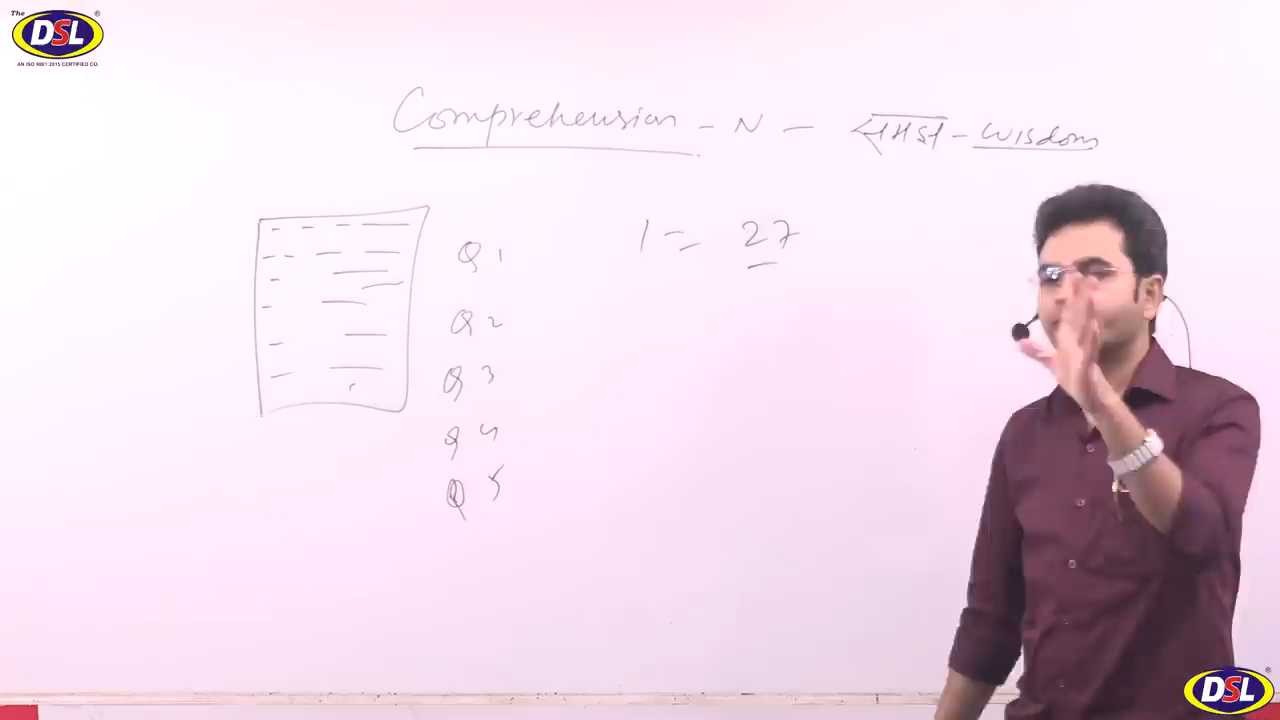 The DSL ®
AN ISO 9001:2015 CERTIFIED CO.
Comprehension - N - समझ - Wisdom
1 = 27
Q 1
Q 2
Q 3
Q 4
Q 5
DSL ®